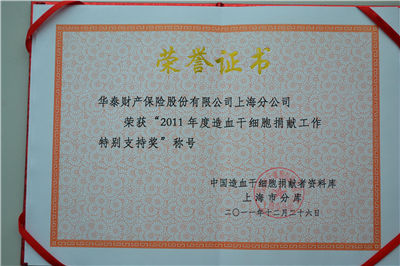 荣誉证书
华泰财产保险股份有限公司上海分公司
荣获“2011年度造血干细胞捐献工作
特别支持奖”称号
中国造血干细胞捐献者资料库
上海市分库
二〇一一年十二月二十六日